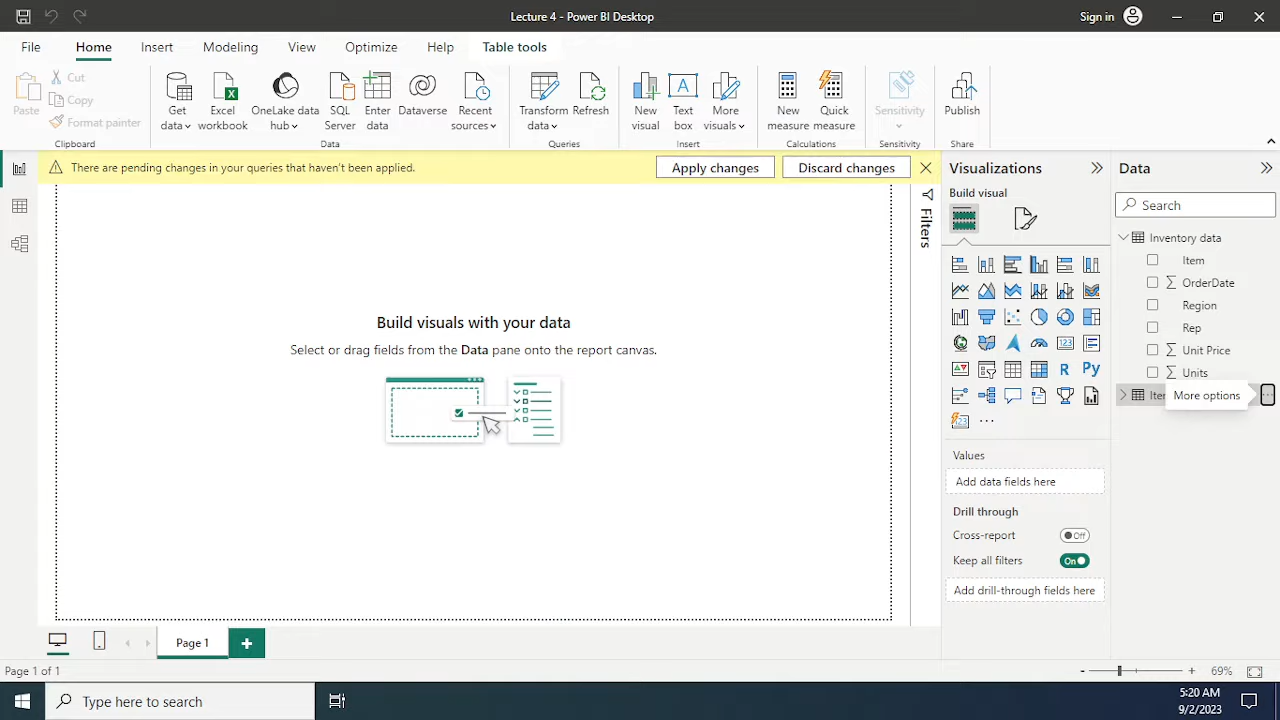 Lecture 4 - Power BI Desktop
Sign in
File
Home
Insert
Modeling
View
Optimize
Help
Table tools
Paste
Cut
Copy
Format painter
Clipboard
Get data
Excel workbook
OneLake data hub
SQL Server
Enter data
Dataverse
Recent sources
Data
Transform data
Refresh
Queries
New visual
Text box
More visuals
Insert
New measure
Quick measure
Calculations
Sensitivity
Sensitivity
Publish
Share
There are pending changes in your queries that haven't been applied.
Apply changes
Discard changes
Filters
Build visuals with your data
Select or drag fields from the Data pane onto the report canvas.
Visualizations
Build visual
123
R
Py
123
Values
Add data fields here
Drill through
Cross-report
Off
Keep all filters
On
Add drill-through fields here
Data
Search
Inventory data
Item
OrderDate
Region
Rep
Unit Price
Units
More options
Page 1
Page 1 of 1
69%
Type here to search
5:20 AM
9/2/2023